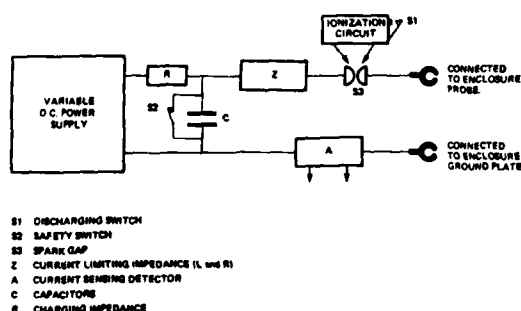 IONIZATION
CIRCUIT
S1
VARIABLE
D.C. POWER
SUPPLY
R
Z
S3
CONNECTED
TO ENCLOSURE
PROBE.
S2
C
A
CONNECTED
TO ENCLOSURE
GROUND PLATE
S1 DISCHARGING SWITCH
S2 SAFETY SWITCH
S3 SPARK GAP
Z CURRENT LIMITING IMPEDANCE (L and R)
A CURRENT SENSING DETECTOR
C CAPACITORS
R CHARGING IMPEDANCE